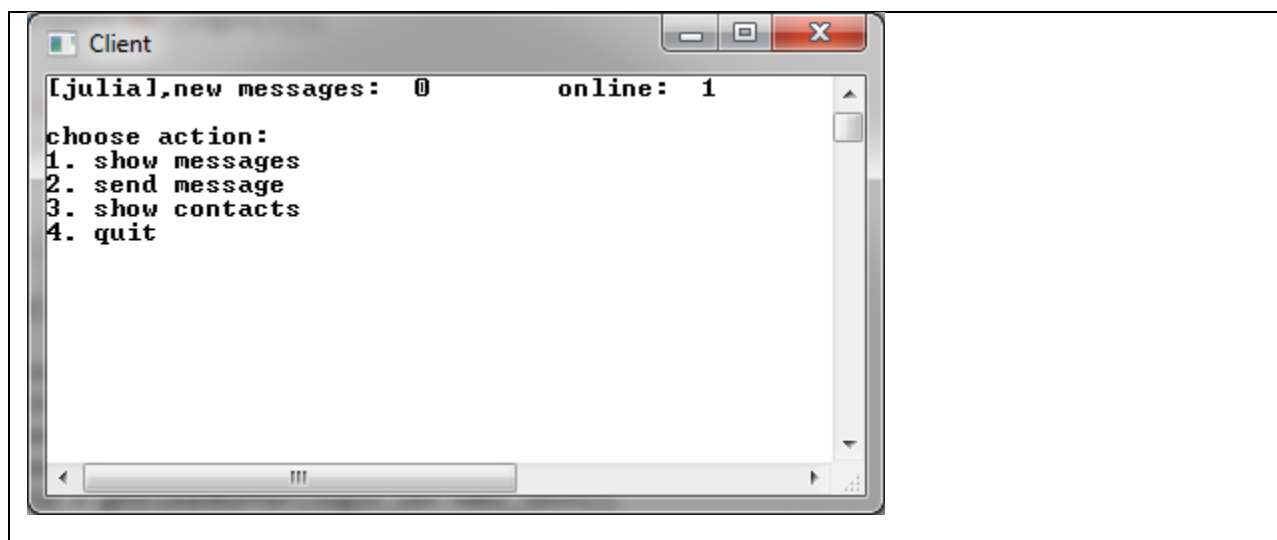 Client
[julia],new messages:  0        online:  1
choose action:
1. show messages
2. send message
3. show contacts
4. quit